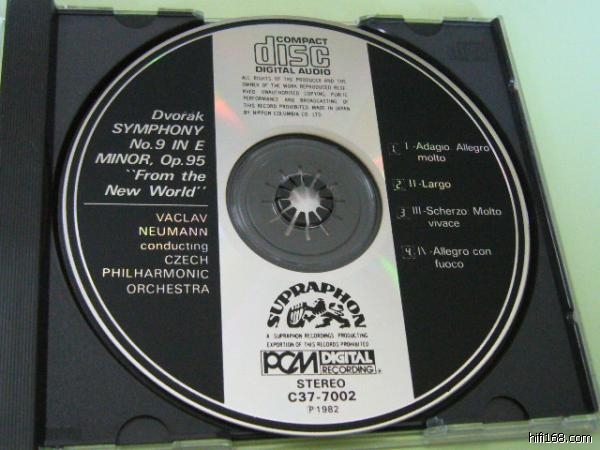 COMPACT
disc
DIGITAL AUDIO
ALL RIGHTS OF THE PRODUCER AND THE
OWNER OF THE WORK REPRODUCED RESE-
RVED UNAUTHORISED COPYING PUBLIC
PERFORMANCE AND BROADCASTING OF
THIS RECORD PROHIBITED MADE IN JAPAN
BY NIPPON COLUMBIA CO. LTD.
Dvořák
SYMPHONY
No.9 IN E
MINOR, Op.95
``From the
New World''
VACLAV
NEUMANN
conducting
CZECH
PHILHARMONIC
ORCHESTRA
1 I-Adagio. Allegro
molto
2 II-Largo
3 III-Scherzo: Molto
vivace
4 IV-Allegro con
fuoco
SUPRAPHON
A SUPRAPHON RECORDINGS PRODUCTING
EXPORTION OF THIS RECORDS PROHIBITED
PCM DIGITAL
RECORDING
STEREO
C37-7002
℗ 1982
hifi168.com